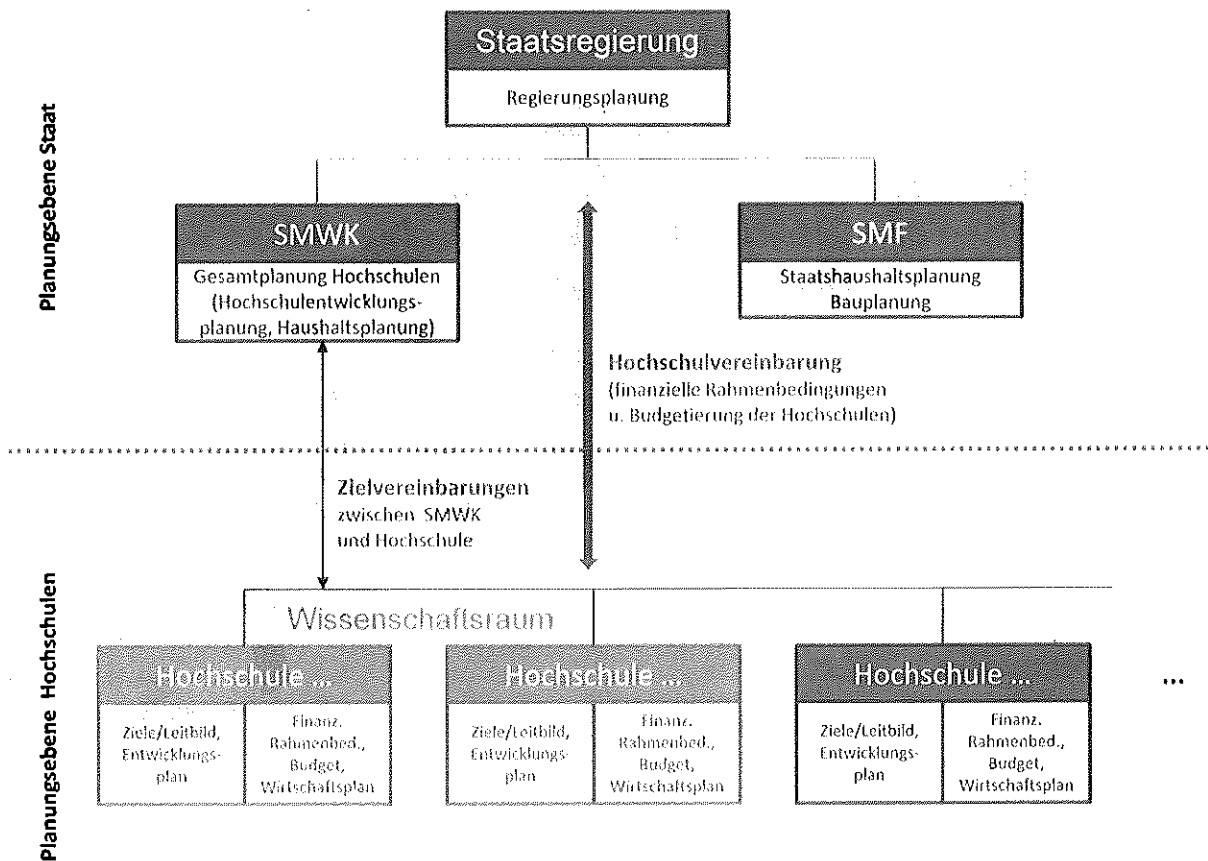 Staatsregierung
Regierungsplanung
Planungsebene Staat
SMWK
Gesamtplanung Hochschulen
(Hochschulentwicklungs-
planung, Haushaltsplanung)
SMF
Staatshaushaltsplanung
Bauplanung
Hochschulvereinbarung
(finanzielle Rahmenbedingungen
u. Budgetierung der Hochschulen)
Zielvereinbarungen
zwischen SMWK
und Hochschule
Planungsebene Hochschulen
Wissenschaftsraum
Hochschule ...
Ziele/Leitbild,
Entwicklungs-
plan
Finanz.
Rahmenbed.,
Budget,
Wirtschaftsplan
Hochschule ...
Ziele/Leitbild,
Entwicklungs-
plan
Finanz.
Rahmenbed.,
Budget,
Wirtschaftsplan
Hochschule ...
Ziele/Leitbild,
Entwicklungs-
plan
Finanz.
Rahmenbed.,
Budget,
Wirtschaftsplan
...